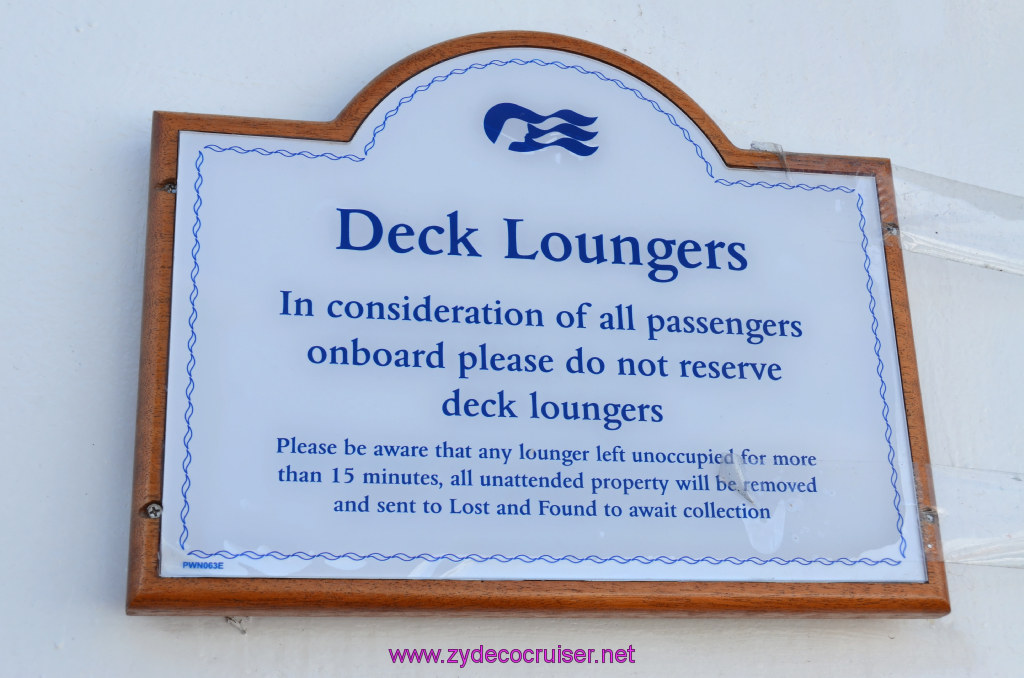 Deck Loungers
In consideration of all passengers
onboard please do not reserve
deck loungers
Please be aware that any lounger left unoccupied for more
than 15 minutes, all unattended property will be removed
and sent to Lost and Found to await collection
PWN063E
www.zydecocruiser.net